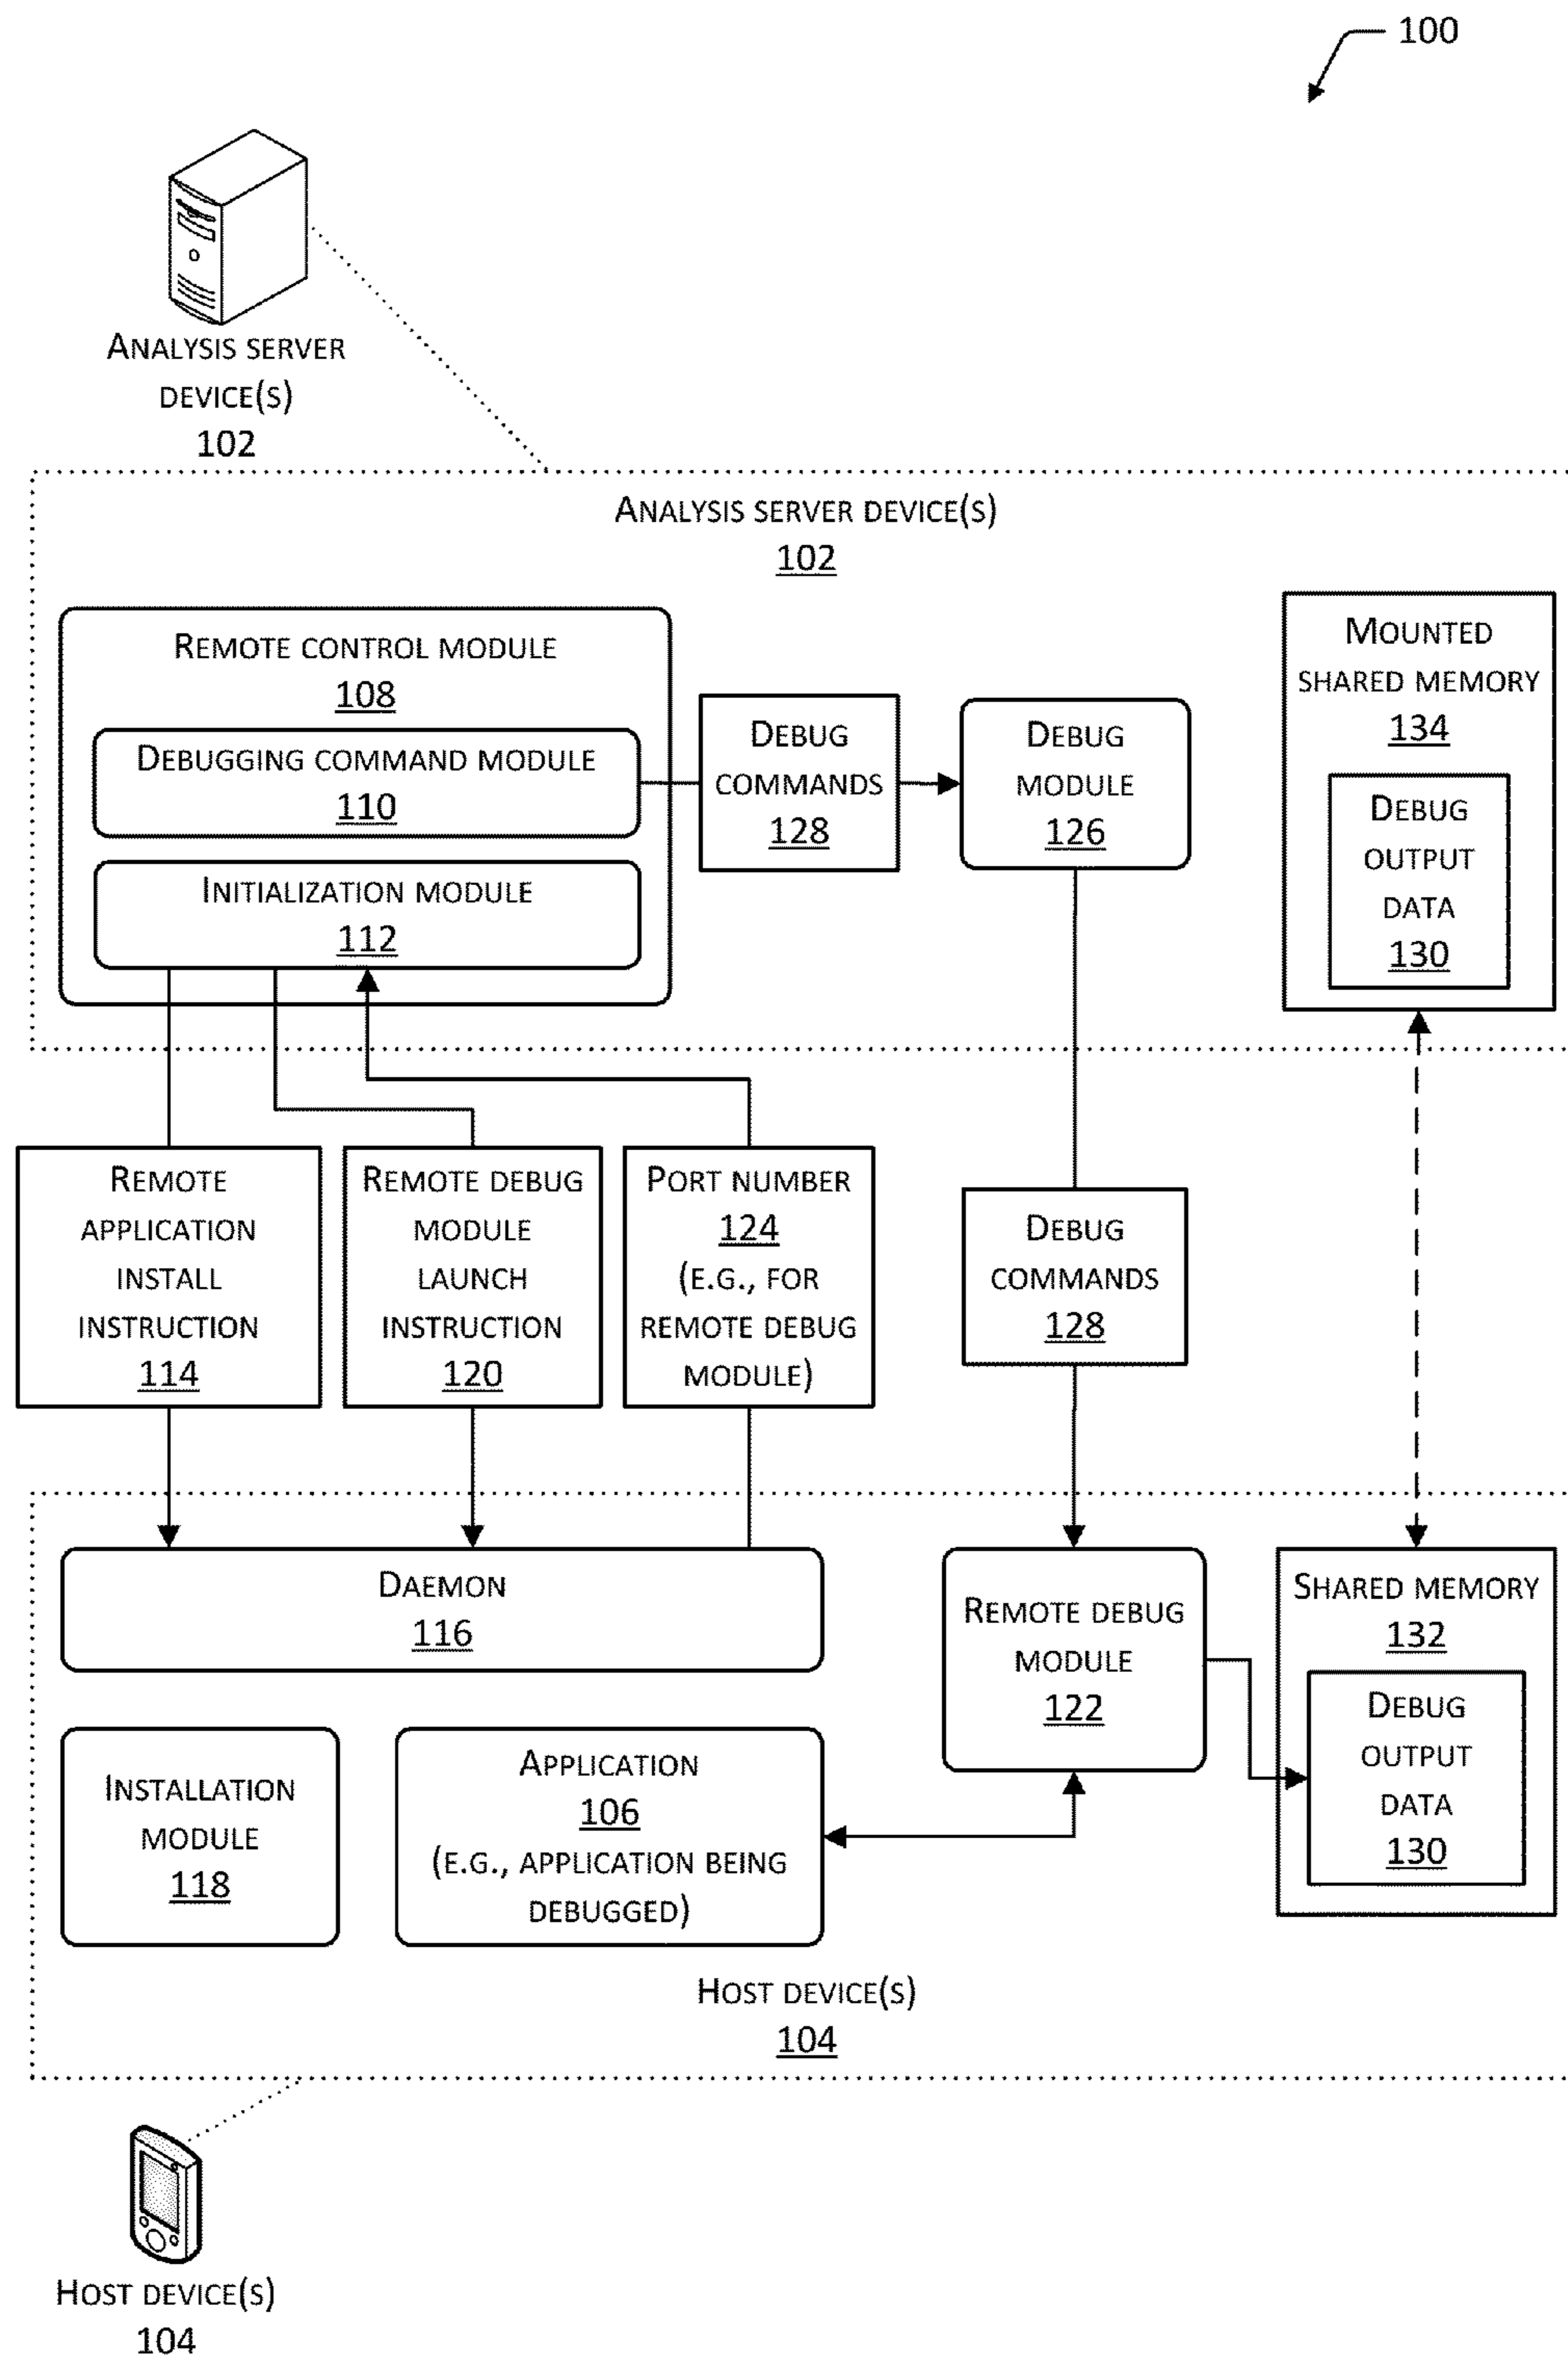 100
ANALYSIS SERVER
DEVICE(S)
102
ANALYSIS SERVER DEVICE(S)
102
REMOTE CONTROL MODULE
108
DEBUGGING COMMAND MODULE
110
INITIALIZATION MODULE
112
DEBUG
COMMANDS
128
DEBUG
MODULE
126
MOUNTED
SHARED MEMORY
134
DEBUG
OUTPUT
DATA
130
REMOTE
APPLICATION
INSTALL
INSTRUCTION
114
REMOTE DEBUG
MODULE
LAUNCH
INSTRUCTION
120
PORT NUMBER
124
(E.G., FOR
REMOTE DEBUG
MODULE)
DEBUG
COMMANDS
128
DAEMON
116
REMOTE DEBUG
MODULE
122
SHARED MEMORY
132
DEBUG
OUTPUT
DATA
130
INSTALLATION
MODULE
118
APPLICATION
106
(E.G., APPLICATION BEING
DEBUGGED)
HOST DEVICE(S)
104
HOST DEVICE(S)
104